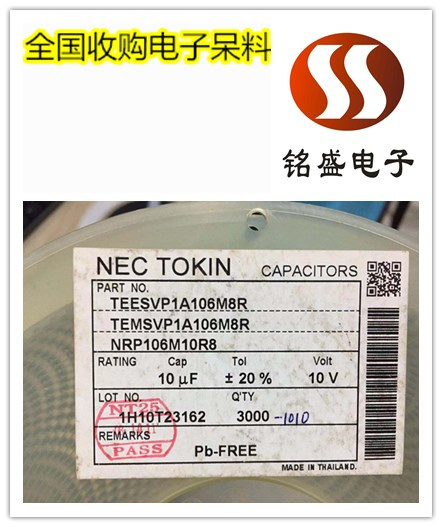 全国收购电子呆料
铭盛电子
NEC TOKIN CAPACITORS
PART NO.
TEESVP1A106M8R
TEMSVP1A106M8R
NRP106M10R8
RATING Cap Tol Volt
10 µF ± 20 % 10 V
LOT NO. Q'TY
1H10T23162 3000 -1010
NT25
PASS
REMARKS
Pb-FREE
MADE IN THAILAND.